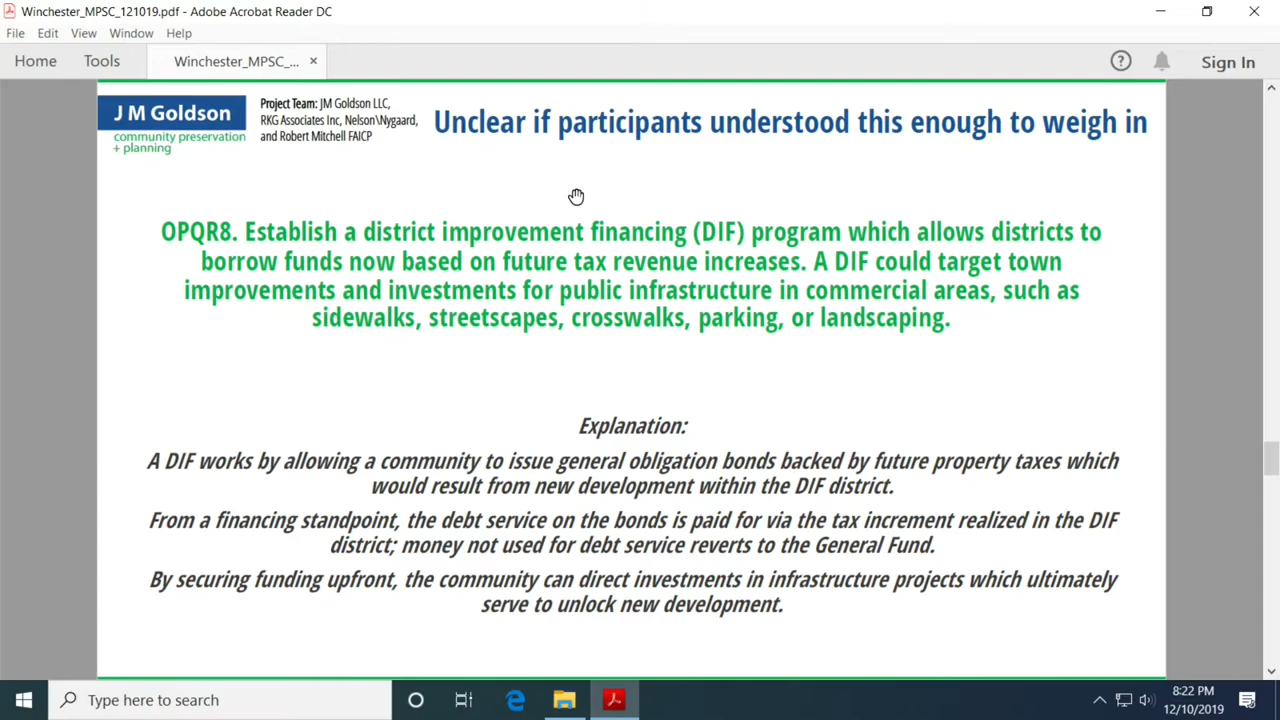 Winchester_MPSC_121019.pdf - Adobe Acrobat Reader DC
File Edit View Window Help
Home Tools Winchester_MPSC_... × Sign In
J M Goldson
community preservation
+ planning
Project Team: JM Goldson LLC,
RKG Associates Inc, Nelson\Nygaard,
and Robert Mitchell FAICP
Unclear if participants understood this enough to weigh in
OPQR8. Establish a district improvement financing (DIF) program which allows districts to
borrow funds now based on future tax revenue increases. A DIF could target town
improvements and investments for public infrastructure in commercial areas, such as
sidewalks, streetscapes, crosswalks, parking, or landscaping.
Explanation:
A DIF works by allowing a community to issue general obligation bonds backed by future property taxes which
would result from new development within the DIF district.
From a financing standpoint, the debt service on the bonds is paid for via the tax increment realized in the DIF
district; money not used for debt service reverts to the General Fund.
By securing funding upfront, the community can direct investments in infrastructure projects which ultimately
serve to unlock new development.
Type here to search
8:22 PM
12/10/2019